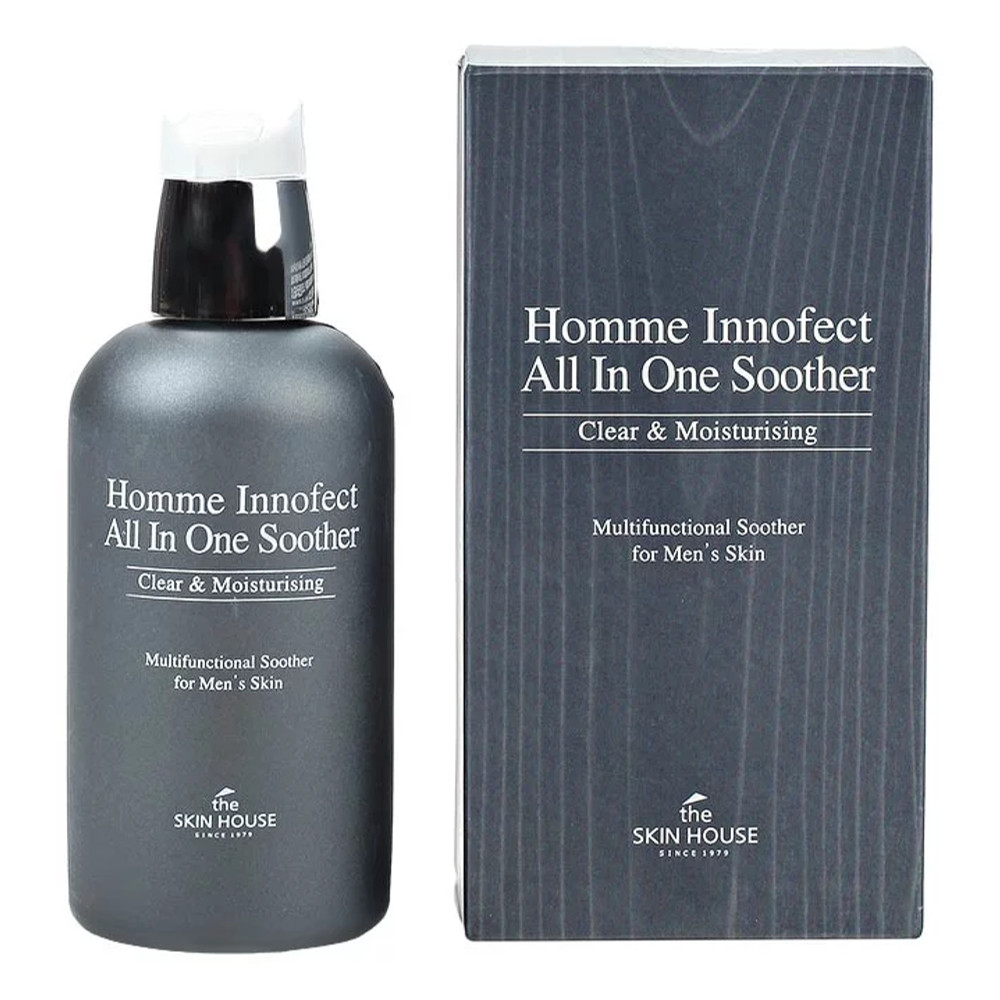 Homme Innofect
All In One Soother
Clear & Moisturising
Multifunctional Soother
for Men's Skin
the
SKIN HOUSE
SINCE 1979
Homme Innofect
All In One Soother
Clear & Moisturising
Multifunctional Soother
for Men's Skin
the
SKIN HOUSE
SINCE 1979